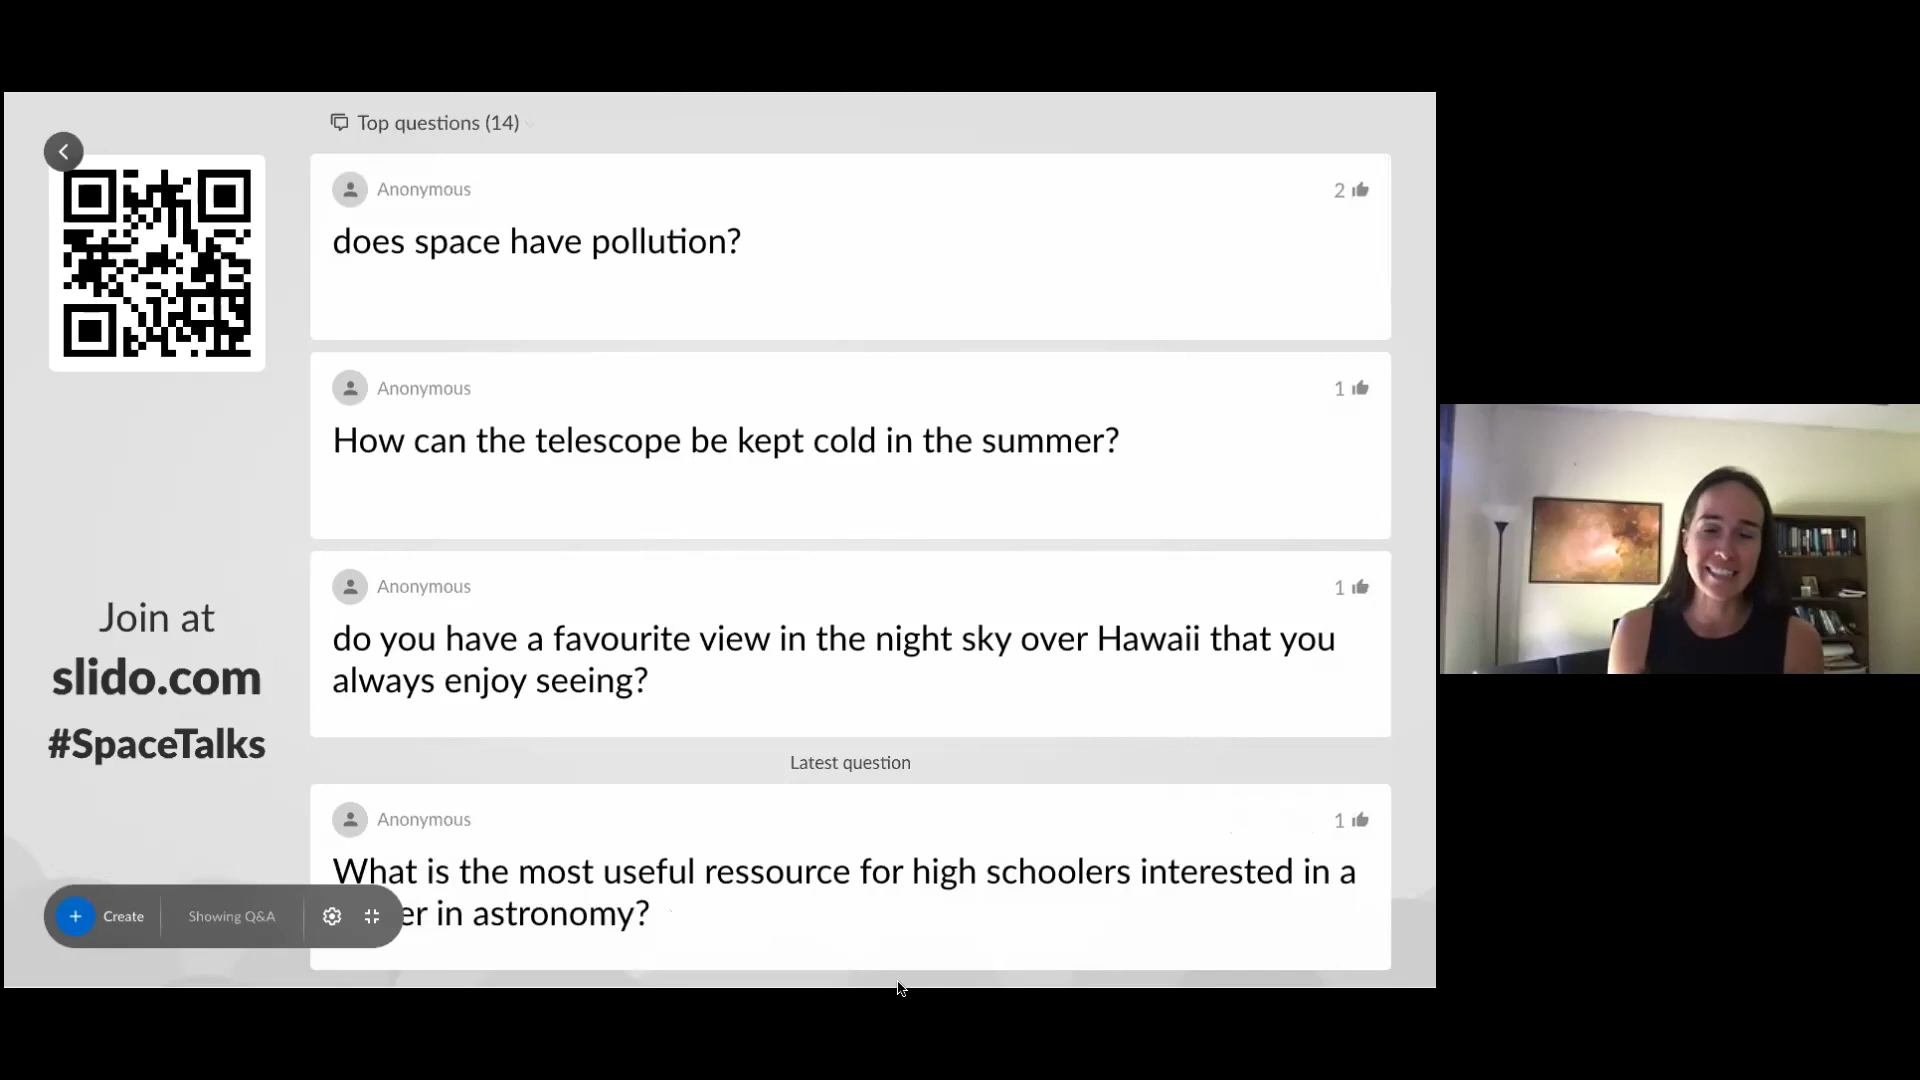 Top questions (14)
Anonymous
2
does space have pollution?
Anonymous
1
How can the telescope be kept cold in the summer?
Anonymous
1
do you have a favourite view in the night sky over Hawaii that you
always enjoy seeing?
Join at
slido.com
#SpaceTalks
Latest question
Anonymous
1
What is the most useful ressource for high schoolers interested in a
er in astronomy?
Create
Showing Q&A